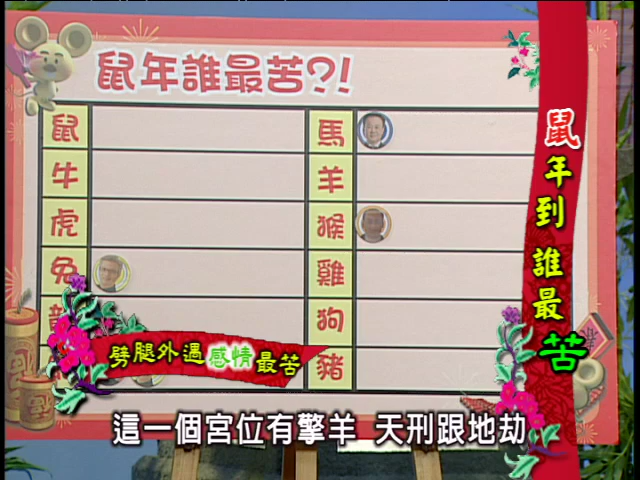 鼠年誰最苦?!
鼠
牛
虎
兔
龍
馬
羊
猴
雞
狗
豬
鼠年到 誰最苦
劈腿外遇感情最苦
這一個宮位有擎羊 天刑跟地劫